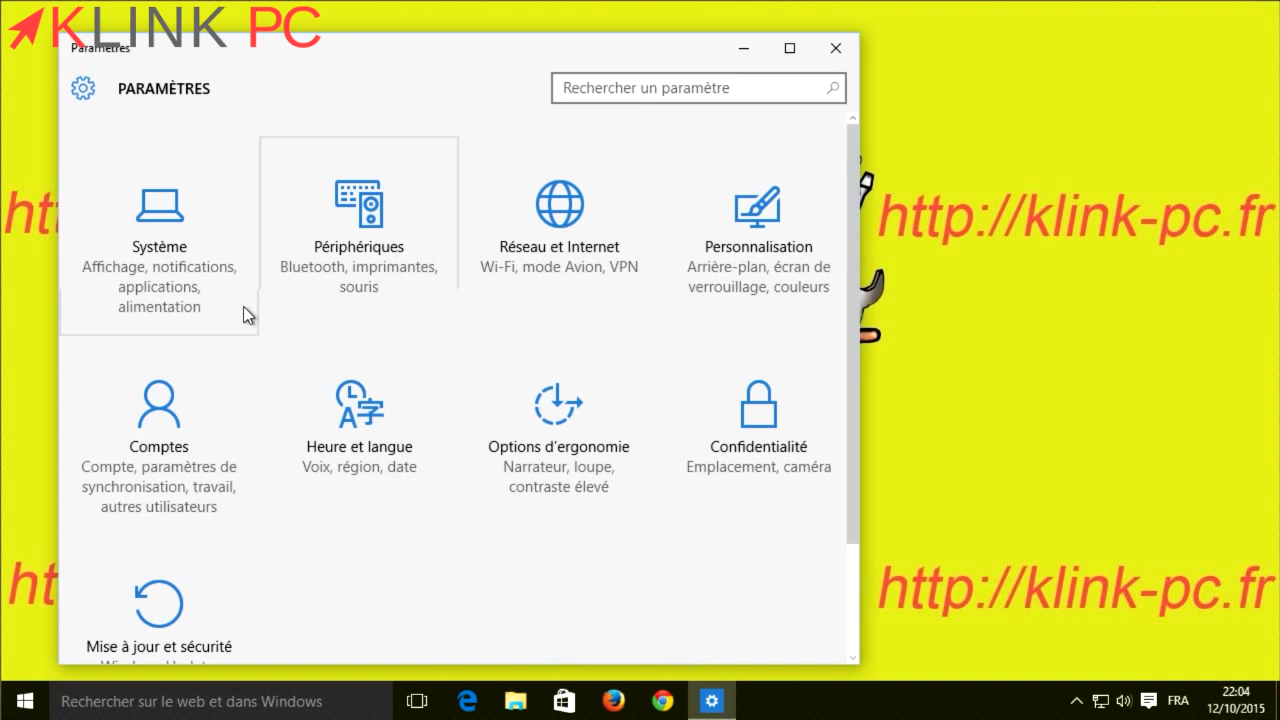 KLINK PC
Paramètres
PARAMÈTRES
Rechercher un paramètre
Système
Affichage, notifications,
applications,
alimentation
Périphériques
Bluetooth, imprimantes,
souris
Réseau et Internet
Wi-Fi, mode Avion, VPN
Personnalisation
Arrière-plan, écran de
verrouillage, couleurs
Comptes
Compte, paramètres de
synchronisation, travail,
autres utilisateurs
Heure et langue
Voix, région, date
Options d'ergonomie
Narrateur, loupe,
contraste élevé
Confidentialité
Emplacement, caméra
Mise à jour et sécurité
ht
http://klink-pc.fr
ht
http://klink-pc.fr
Rechercher sur le web et dans Windows
FRA
22:04
12/10/2015